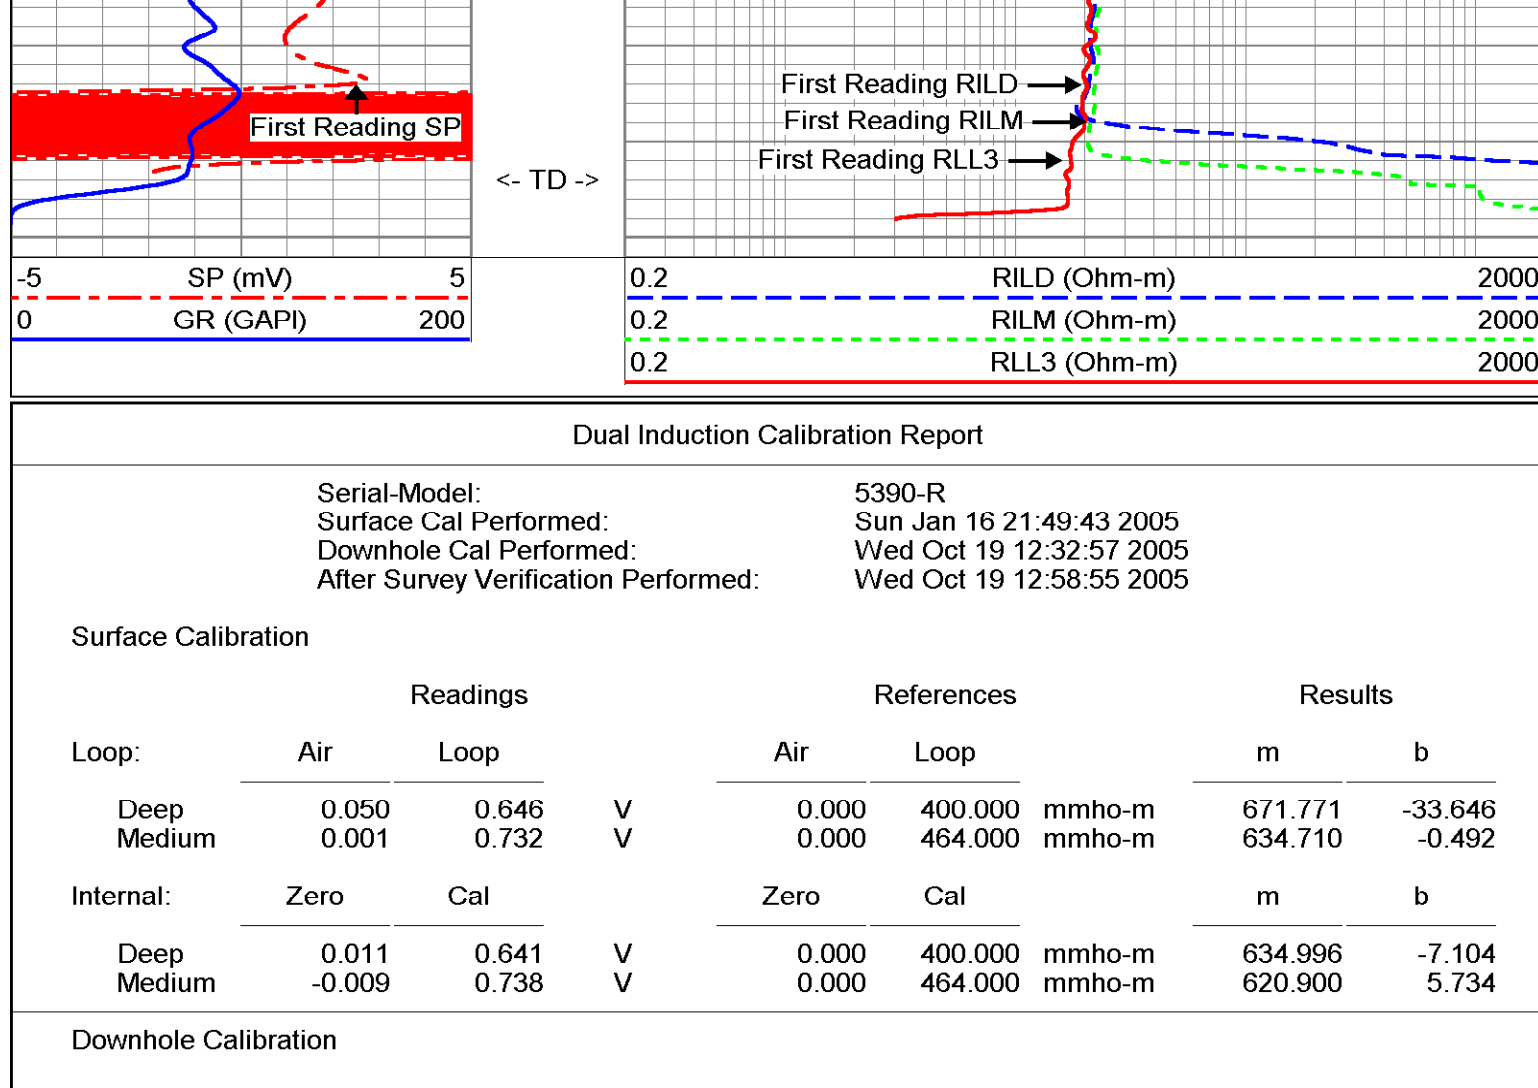 First Reading SP
<- TD ->
First Reading RILD
First Reading RILM
First Reading RLL3
-5 SP (mV) 5
0 GR (GAPI) 200
0.2 RILD (Ohm-m) 2000
0.2 RILM (Ohm-m) 2000
0.2 RLL3 (Ohm-m) 2000
Dual Induction Calibration Report
Serial-Model: 5390-R
Surface Cal Performed: Sun Jan 16 21:49:43 2005
Downhole Cal Performed: Wed Oct 19 12:32:57 2005
After Survey Verification Performed: Wed Oct 19 12:58:55 2005
Surface Calibration
Readings References Results
Loop: Air Loop Air Loop m b
Deep 0.050 0.646 V 0.000 400.000 mmho-m 671.771 -33.646
Medium 0.001 0.732 V 0.000 464.000 mmho-m 634.710 -0.492
Internal: Zero Cal Zero Cal m b
Deep 0.011 0.641 V 0.000 400.000 mmho-m 634.996 -7.104
Medium -0.009 0.738 V 0.000 464.000 mmho-m 620.900 5.734
Downhole Calibration